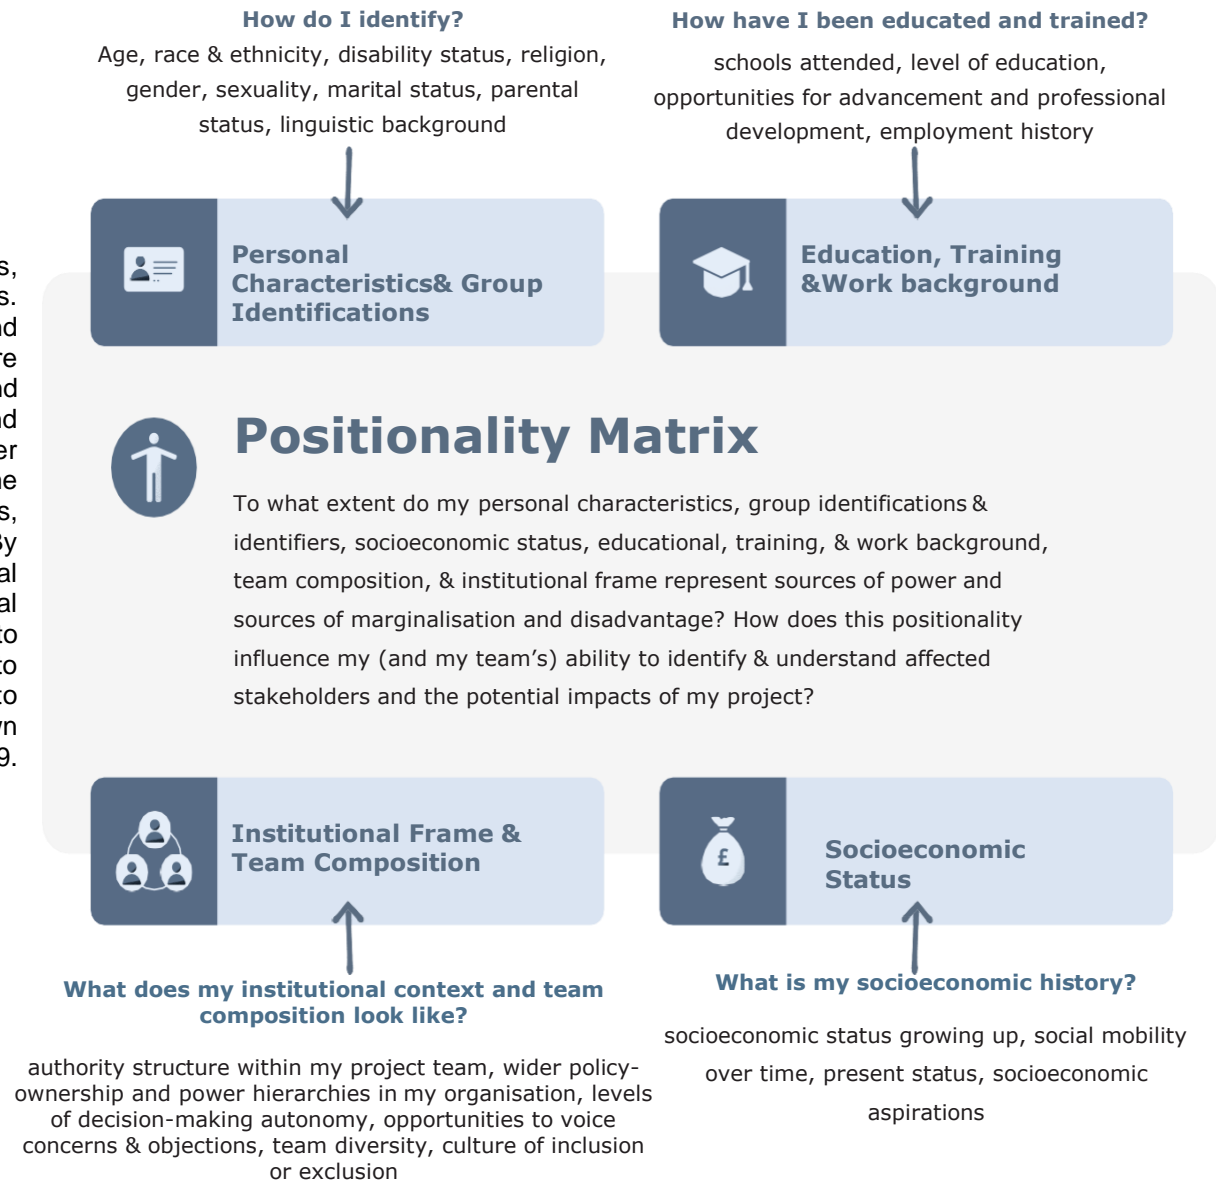 How do I identify?
Age, race & ethnicity, disability status, religion,
gender, sexuality, marital status, parental
status, linguistic background
How have I been educated and trained?
schools attended, level of education,
opportunities for advancement and professional
development, employment history
Personal
Characteristics& Group
Identifications
Education, Training
&Work background
Positionality Matrix
To what extent do my personal characteristics, group identifications &
identifiers, socioeconomic status, educational, training, & work background,
team composition, & institutional frame represent sources of power and
sources of marginalisation and disadvantage? How does this positionality
influence my (and my team’s) ability to identify & understand affected
stakeholders and the potential impacts of my project?
Institutional Frame &
Team Composition
£
Socioeconomic
Status
What does my institutional context and team
composition look like?
authority structure within my project team, wider policy-
ownership and power hierarchies in my organisation, levels
of decision-making autonomy, opportunities to voice
concerns & objections, team diversity, culture of inclusion
or exclusion
What is my socioeconomic history?
socioeconomic status growing up, social mobility
over time, present status, socioeconomic
aspirations